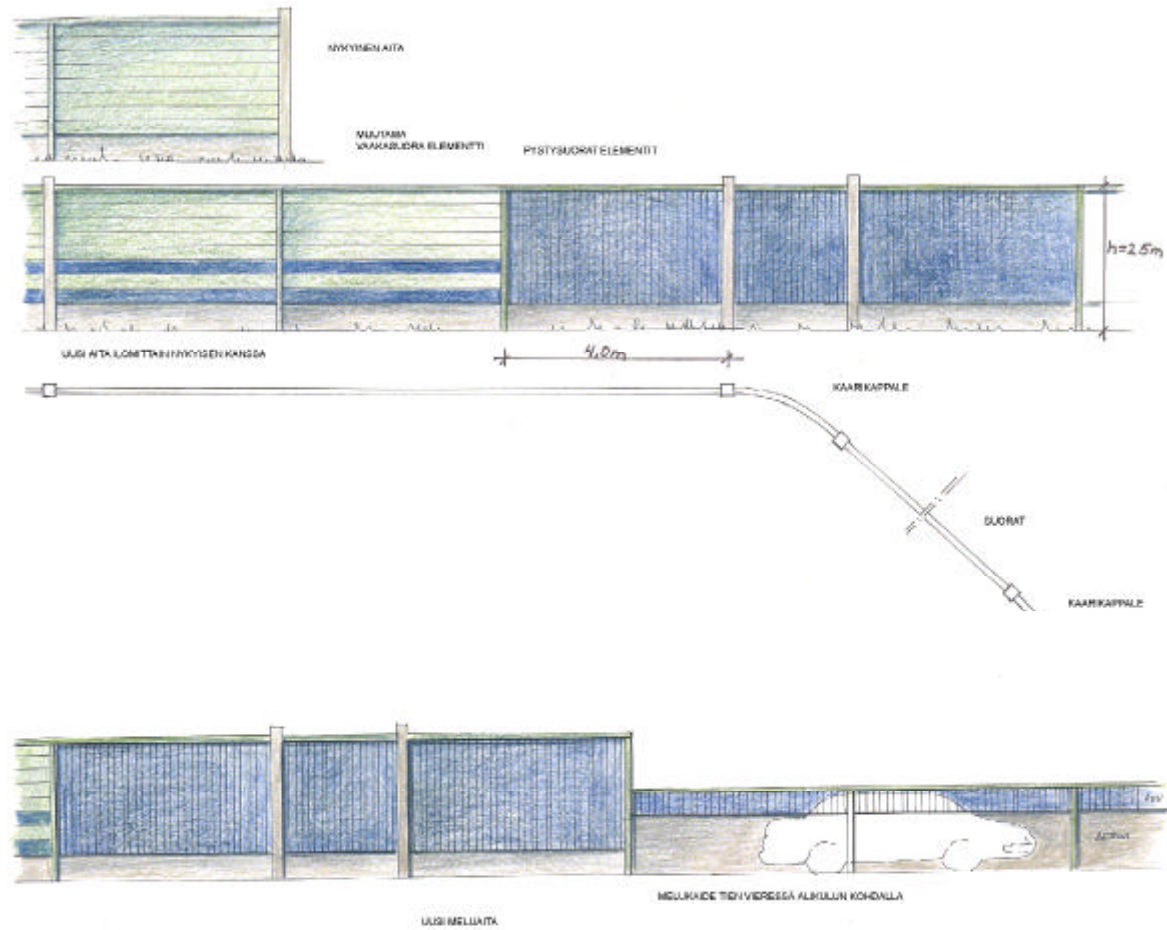 NYKYINEN AITA
MUUTAMA
VAAKASUORA ELEMENTTI
PYSTYSUORAT ELEMENTIT
h=2.5m
UUSI AITA ILOMITTAIN NYKYISEN KANSSA
4.0m
KAARIKAPPALE
SUORAT
KAARIKAPPALE
MELUKAIDE TIEN VIERESSÄ ALIKULUN KOHDALLA
UUSI MELUAITA